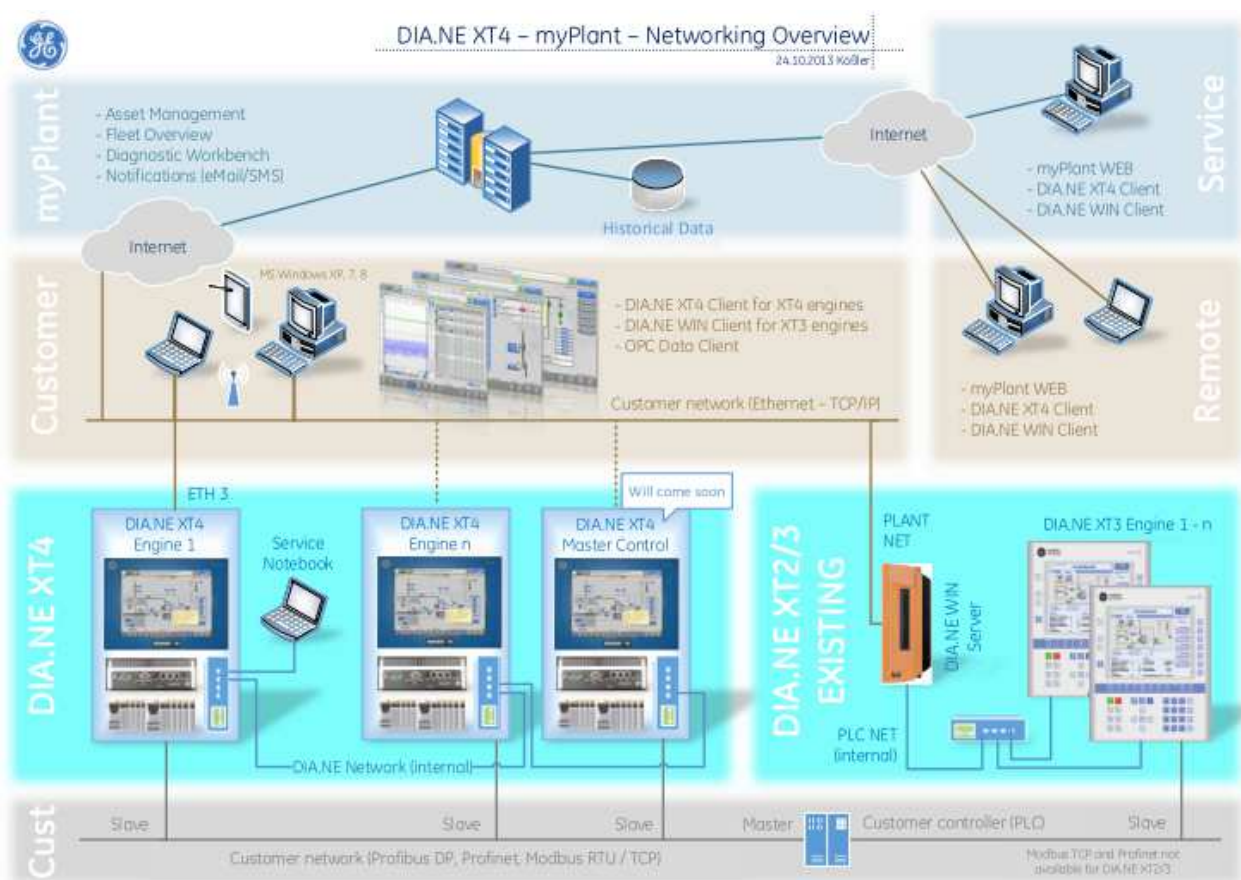 DIA.NE XT4 – myPlant – Networking Overview
24.10.2013 Kößler
myPlant
- Asset Management
- Fleet Overview
- Diagnostic Workbench
- Notifications (eMail/SMS)
Internet
Historical Data
Internet
Service
- myPlant WEB
- DIA.NE XT4 Client
- DIA.NE WIN Client
Customer
MS Windows XP, 7, 8
- DIA.NE XT4 Client for XT4 engines
- DIA.NE WIN Client for XT3 engines
- OPC Data Client
Customer network (Ethernet – TCP/IP)
Remote
- myPlant WEB
- DIA.NE XT4 Client
- DIA.NE WIN Client
DIA.NE XT4
ETH 3
DIA.NE XT4
Engine 1
Service
Notebook
DIA.NE XT4
Engine n
Will come soon
DIA.NE XT4
Master Control
DIA.NE Network (internal)
DIA.NE XT2/3
EXISTING
PLANT
NET
DIA.NE WIN
Server
DIA.NE XT3 Engine 1 - n
PLC NET
(internal)
Cust
Slave
Slave
Slave
Master
Customer controller (PLC)
Slave
Customer network (Profibus DP, Profinet, Modbus RTU / TCP)
Modbus TCP and Profinet not
available for DIA.NE XT2/3